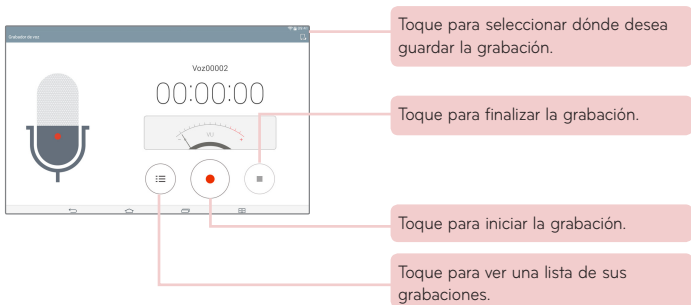 Grabación de voz
Voz00002
00:00:00
VU
Toque para seleccionar dónde desea
guardar la grabación.
Toque para finalizar la grabación.
Toque para iniciar la grabación.
Toque para ver una lista de sus
grabaciones.